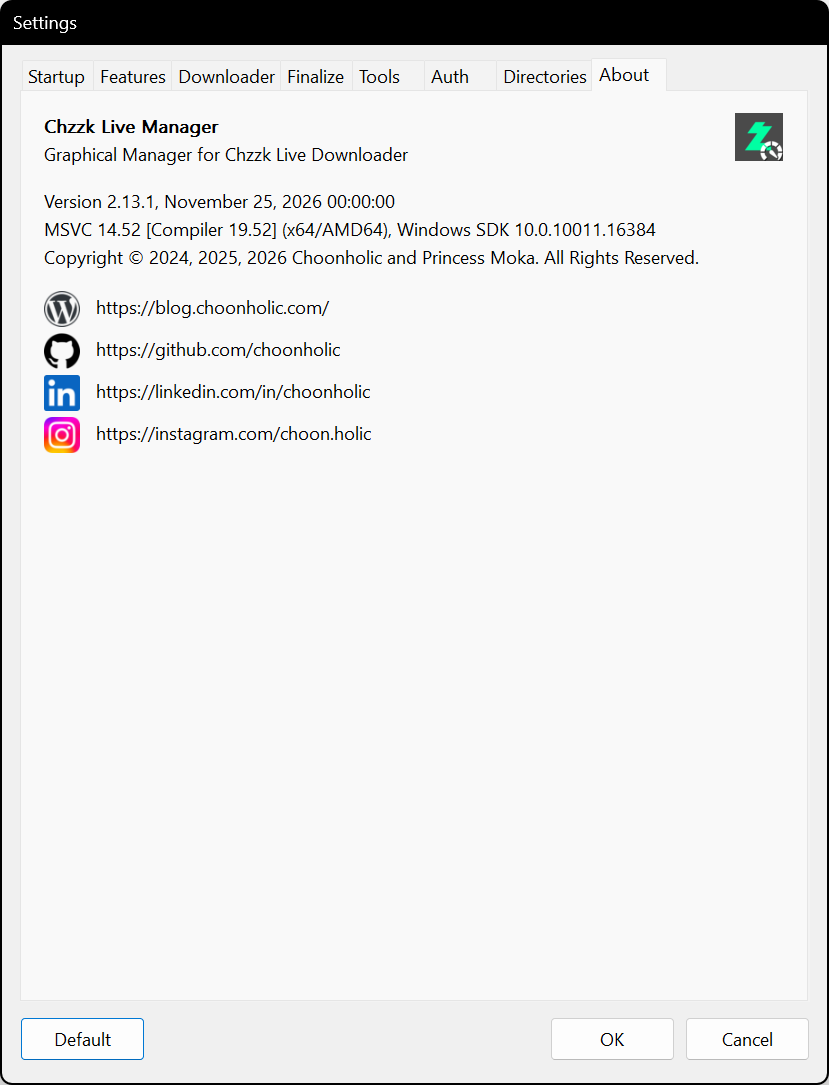 Settings
Startup Features Downloader Finalize Tools Auth Directories About
Chzzk Live Manager
Graphical Manager for Chzzk Live Downloader
Version 2.13.1, November 25, 2026 00:00:00
MSVC 14.52 [Compiler 19.52] (x64/AMD64), Windows SDK 10.0.10011.16384
Copyright © 2024, 2025, 2026 Choonholic and Princess Moka. All Rights Reserved.
https://blog.choonholic.com/
https://github.com/choonholic
https://linkedin.com/in/choonholic
https://instagram.com/choon.holic
Default OK Cancel